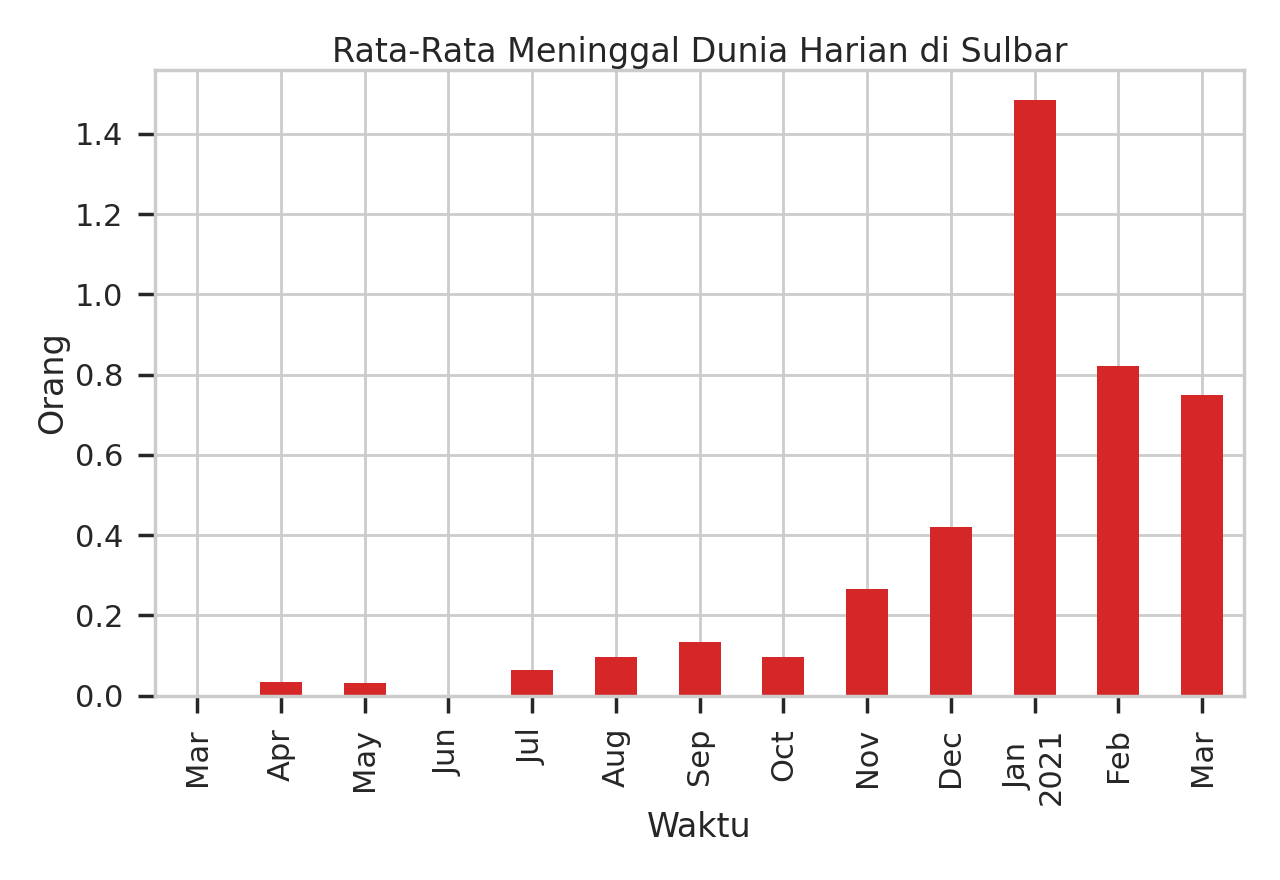 Rata-Rata Meninggal Dunia Harian di Sulbar
Orang
1.4
1.2
1.0
0.8
0.6
0.4
0.2
0.0
Mar
Apr
May
Jun
Jul
Aug
Sep
Oct
Nov
Dec
Jan
2021
Feb
Mar
Waktu